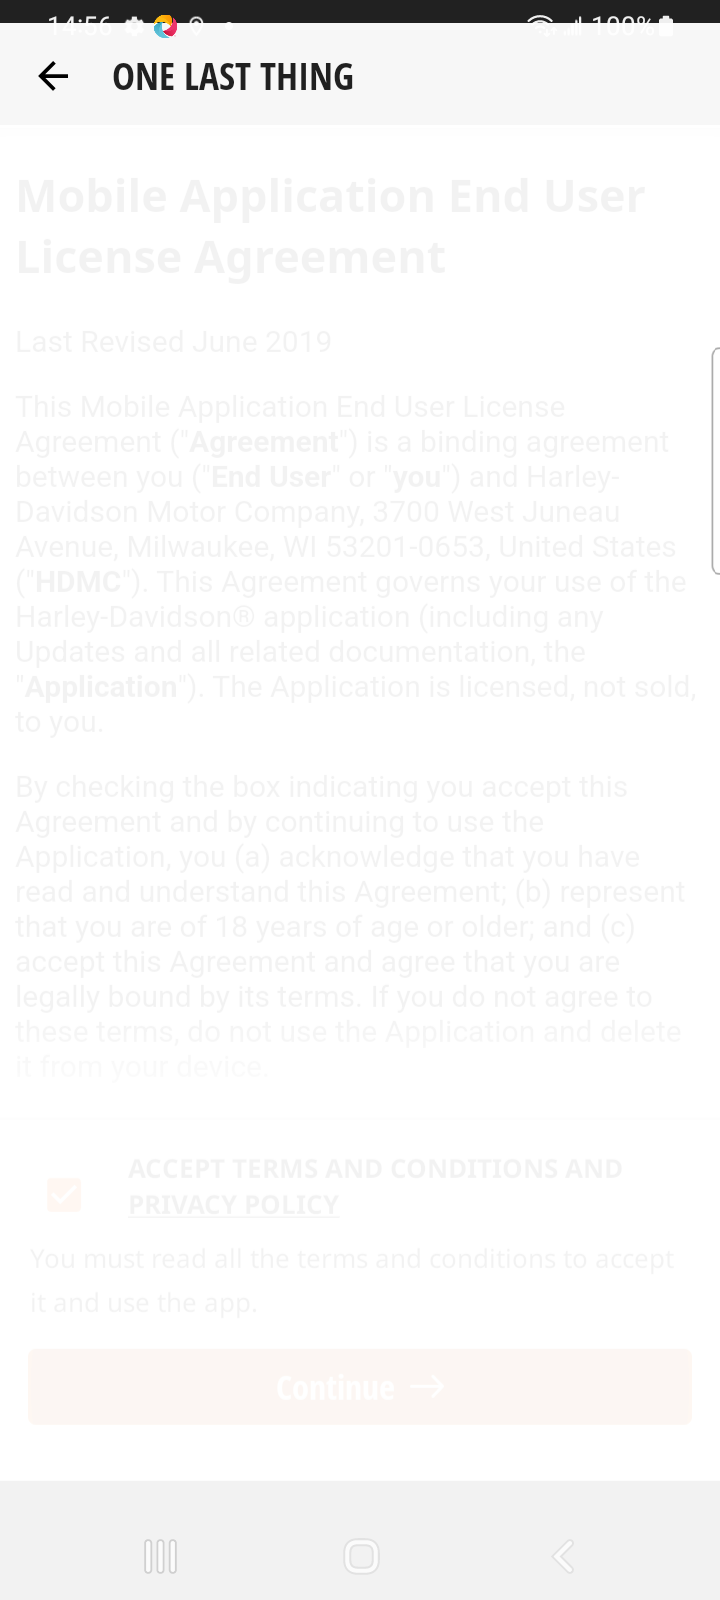 14:56
100%
ONE LAST THING
Mobile Application End User
License Agreement
Last Revised June 2019
This Mobile Application End User License
Agreement ("Agreement") is a binding agreement
between you ("End User" or "you") and Harley-
Davidson Motor Company, 3700 West Juneau
Avenue, Milwaukee, WI 53201-0653, United States
("HDMC"). This Agreement governs your use of the
Harley-Davidson® application (including any
Updates and all related documentation, the
"Application"). The Application is licensed, not sold,
to you.
By checking the box indicating you accept this
Agreement and by continuing to use the
Application, you (a) acknowledge that you have
read and understand this Agreement; (b) represent
that you are of 18 years of age or older; and (c)
accept this Agreement and agree that you are
legally bound by its terms. If you do not agree to
these terms, do not use the Application and delete
it from your device.
ACCEPT TERMS AND CONDITIONS AND
PRIVACY POLICY
You must read all the terms and conditions to accept
it and use the app.
Continue